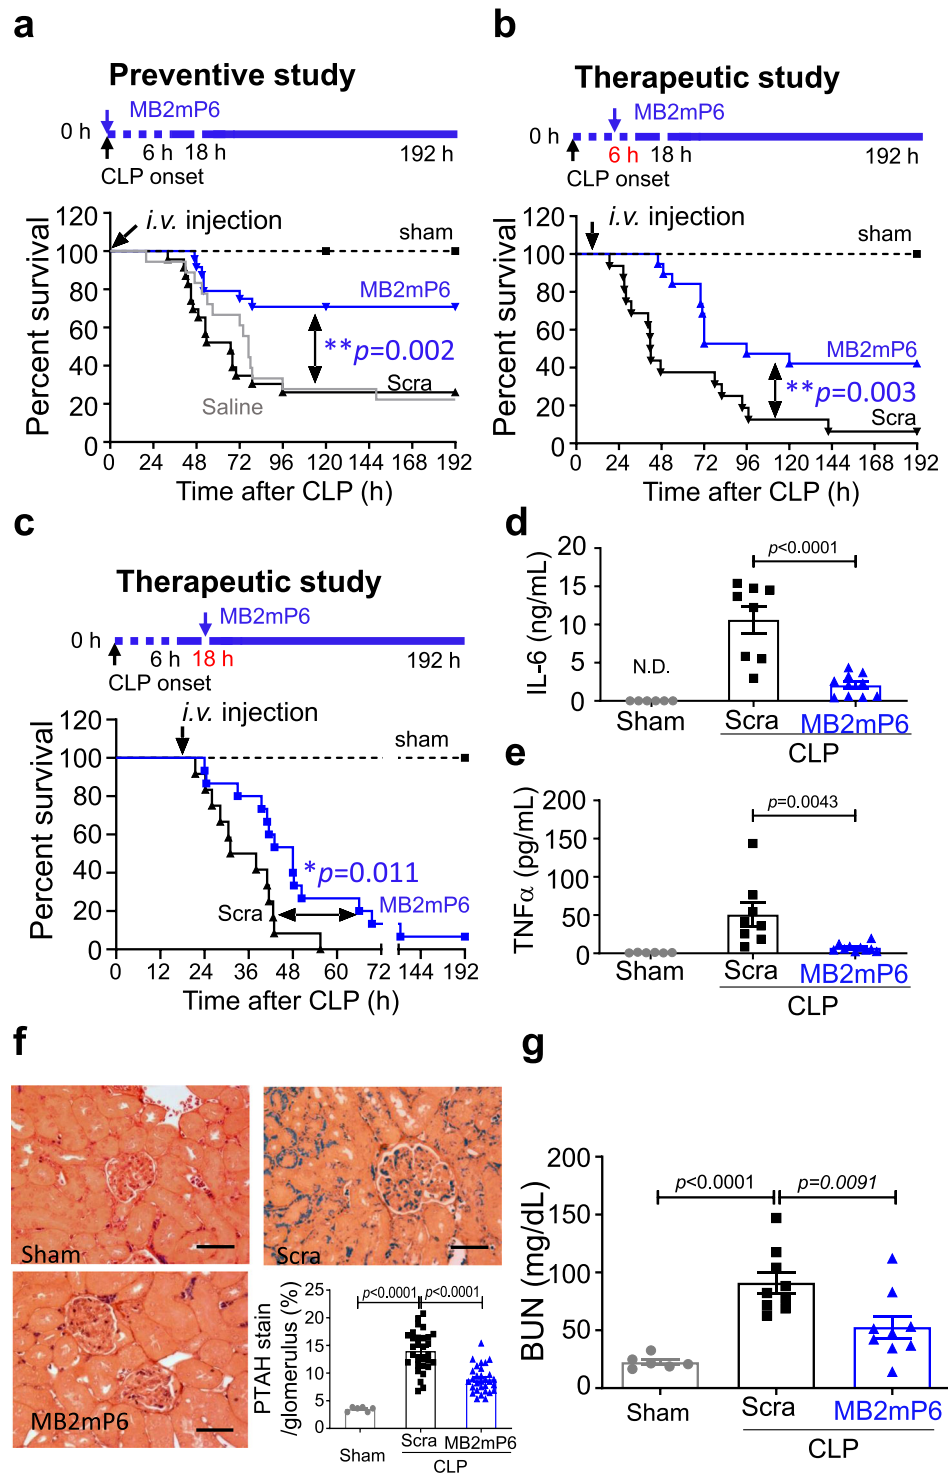 a
Preventive study
MB2mP6
0 h
6 h 18 h 192 h
CLP onset
i.v. injection
sham
MB2mP6
**p=0.002
Scra
Saline
Percent survival
120
100
80
60
40
20
0
0 24 48 72 96 120 144 168 192
Time after CLP (h)
b
Therapeutic study
MB2mP6
0 h
6 h 18 h 192 h
CLP onset
i.v. injection
sham
MB2mP6
**p=0.003
Scra
Percent survival
120
100
80
60
40
20
0
0 24 48 72 96 120 144 168 192
Time after CLP (h)
c
Therapeutic study
MB2mP6
0 h
6 h 18 h 192 h
CLP onset
i.v. injection
sham
*p=0.011
Scra
MB2mP6
Percent survival
120
100
80
60
40
20
0
0 12 24 36 48 60 72 144 192
Time after CLP (h)
d
IL-6 (ng/mL)
20
15
10
5
0
p<0.0001
N.D.
Sham Scra MB2mP6
CLP
e
TNFα (pg/mL)
200
150
100
50
0
p=0.0043
Sham Scra MB2mP6
CLP
f
Sham
Scra
MB2mP6
PTAH stain
/glomerulus (%)
25
20
15
10
5
0
p<0.0001 p<0.0001
Sham Scra MB2mP6
CLP
g
BUN (mg/dL)
200
150
100
50
0
p<0.0001 p=0.0091
Sham Scra MB2mP6
CLP